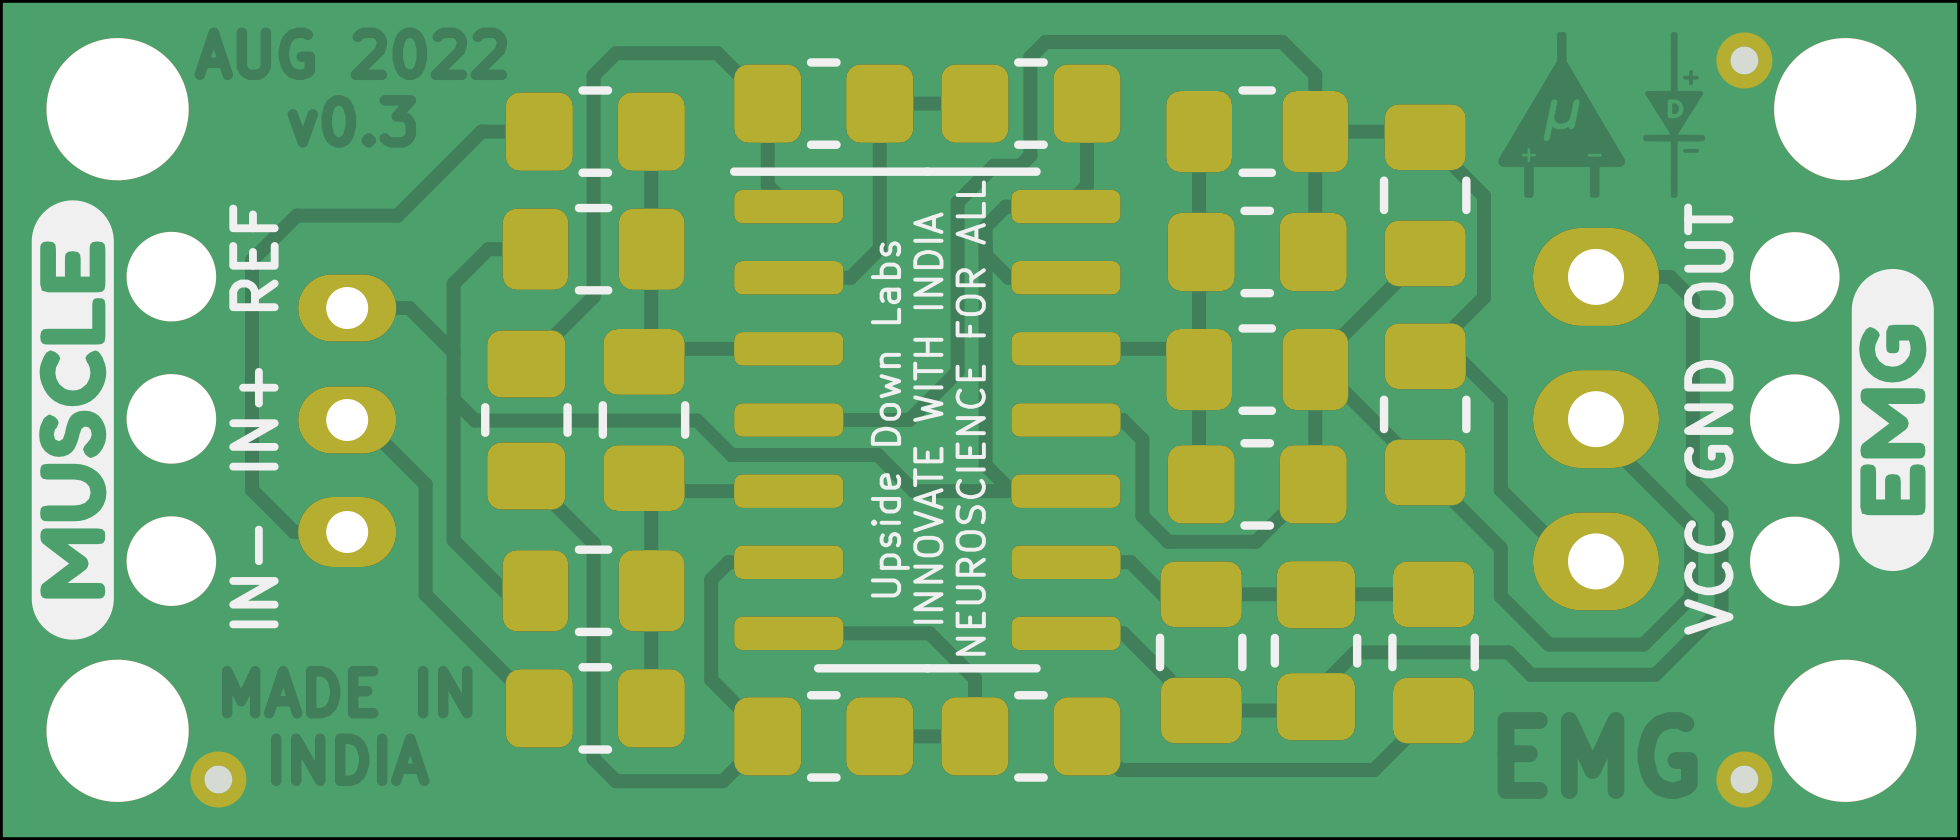 AUG 2022
v0.3
MUSCLE
REF
IN+
IN-
MADE IN
INDIA
Upside Down Labs
INNOVATE WITH INDIA
NEUROSCIENCE FOR ALL
μ
+ -
+
D
-
OUT
GND
VCC
EMG
EMG